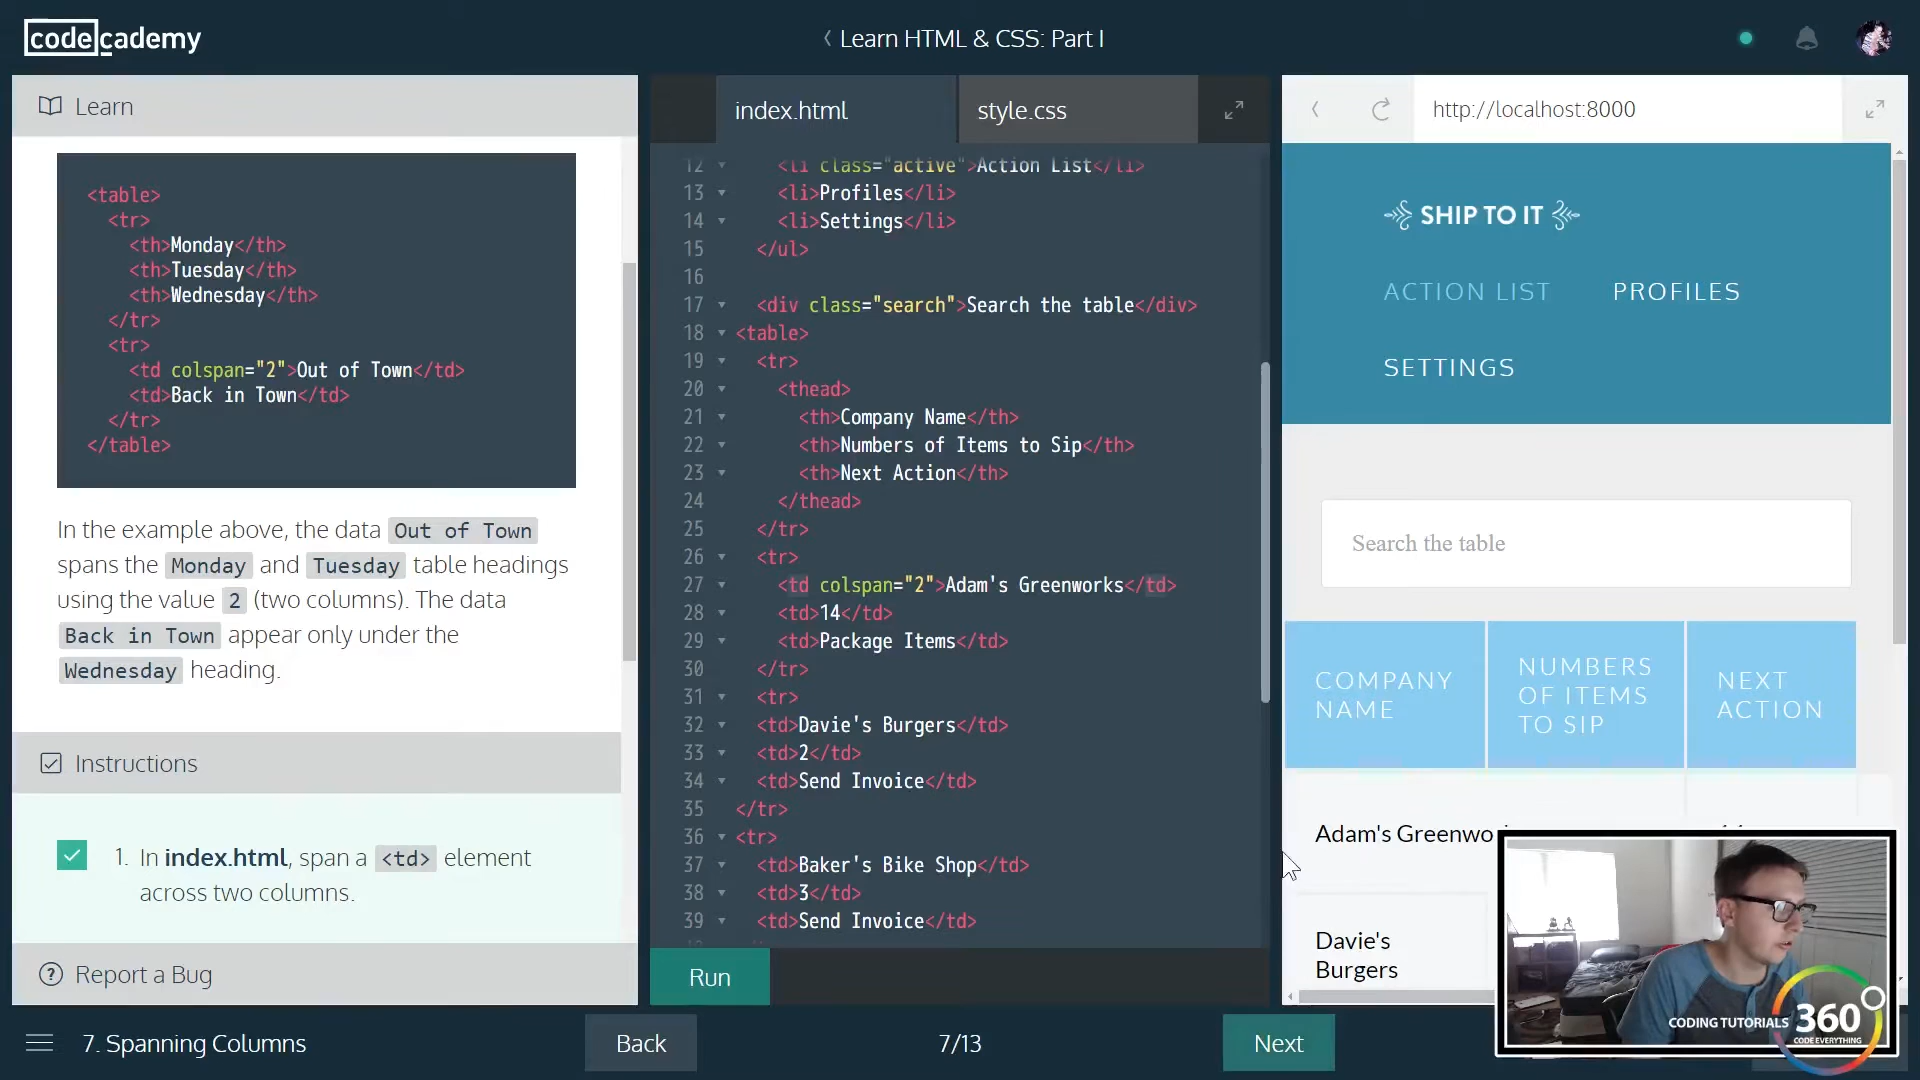 codecademy
Learn HTML & CSS: Part I
Learn
<table>
<tr>
<th>Monday</th>
<th>Tuesday</th>
<th>Wednesday</th>
</tr>
<tr>
<td colspan="2">Out of Town</td>
<td>Back in Town</td>
</tr>
</table>
In the example above, the data Out of Town
spans the Monday and Tuesday table headings
using the value 2 (two columns). The data
Back in Town appear only under the
Wednesday heading.
Instructions
1. In index.html, span a <td> element
across two columns.
Report a Bug
index.html
style.css
12 <li class="active">Action List</li>
13 <li>Profiles</li>
14 <li>Settings</li>
15 </ul>
16
17 <div class="search">Search the table</div>
18 <table>
19 <tr>
20 <thead>
21 <th>Company Name</th>
22 <th>Numbers of Items to Sip</th>
23 <th>Next Action</th>
24 </thead>
25 </tr>
26 <tr>
27 <td colspan="2">Adam's Greenworks</td>
28 <td>14</td>
29 <td>Package Items</td>
30 </tr>
31 <tr>
32 <td>Davie's Burgers</td>
33 <td>2</td>
34 <td>Send Invoice</td>
35 </tr>
36 <tr>
37 <td>Baker's Bike Shop</td>
38 <td>3</td>
39 <td>Send Invoice</td>
Run
http://localhost:8000
SHIP TO IT
ACTION LIST PROFILES
SETTINGS
Search the table
COMPANY
NAME
NUMBERS
OF ITEMS
TO SIP
NEXT
ACTION
Adam's Greenwo
Davie's
Burgers
CODING TUTORIALS 360°
CODE EVERYTHING
7. Spanning Columns
Back
7/13
Next